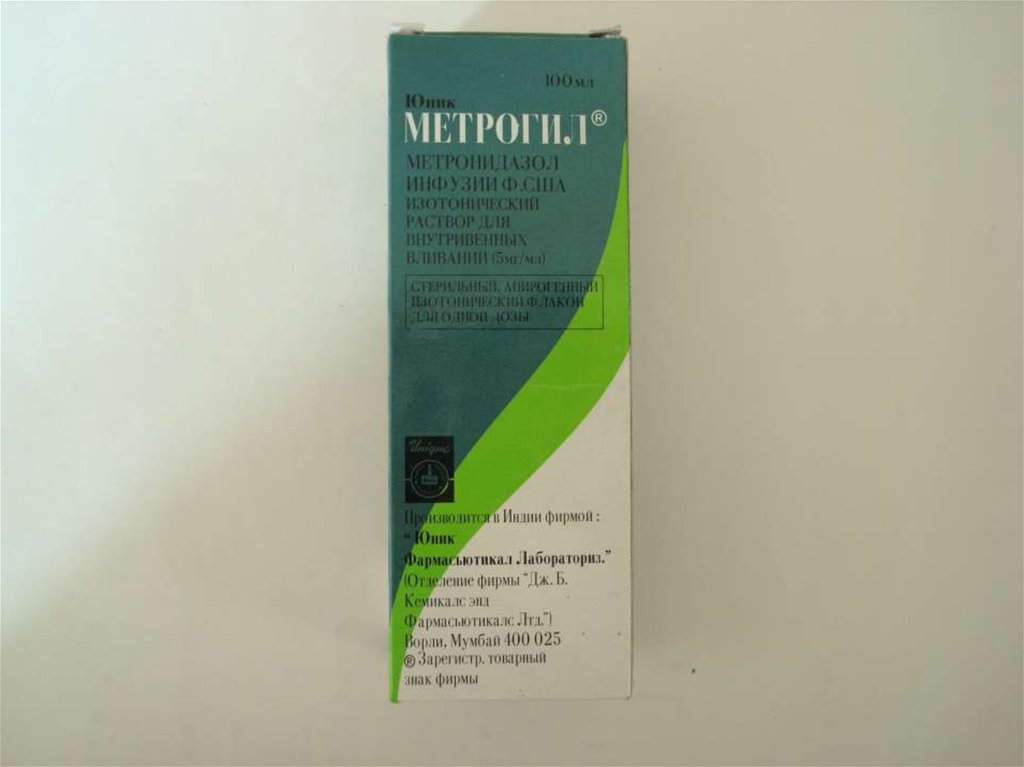 100 мл
Юник
МЕТРОГИЛ®
МЕТРОНИДАЗОЛ
ИНФУЗИИ Ф.США
ИЗОТОНИЧЕСКИЙ
РАСТВОР ДЛЯ
ВНУТРИВЕННЫХ
ВЛИВАНИЙ (5мг/мл)
СТЕРИЛЬНЫЙ, АПИРОГЕННЫЙ
ИЗОТОНИЧЕСКИЙ.ФЛАКОН
ДЛЯ ОДНОЙ ДОЗЫ
Unique
Производится в Индии фирмой :
“Юник
Фармасьютикал Лабораториз.”
(Отделение фирмы “Дж. Б.
Кемикалс энд
Фармасьютикалс Лтд.”)
Ворли, Мумбай 400 025
® Зарегистр. товарный
знак фирмы